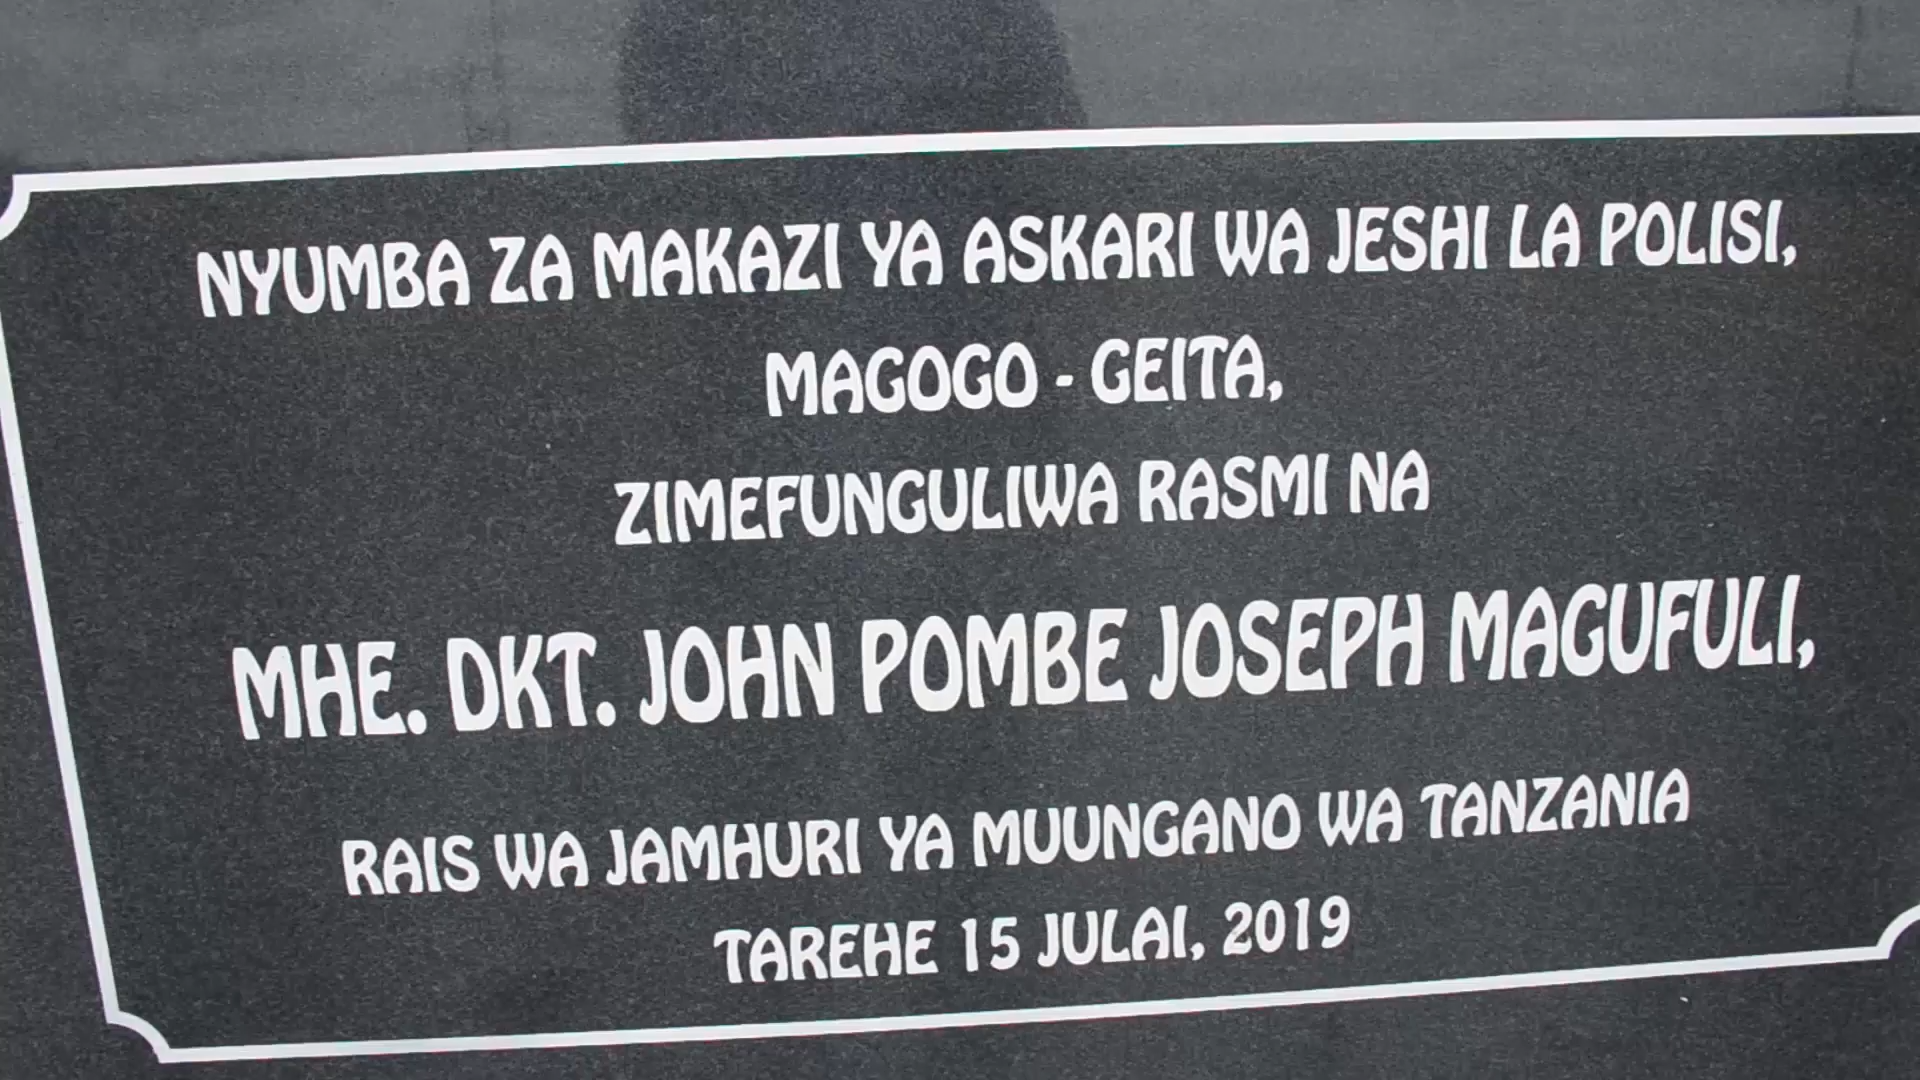 NYUMBA ZA MAKAZI YA ASKARI WA JESHI LA POLISI,
MAGOGO - GEITA,
ZIMEFUNGULIWA RASMI NA
MHE. DKT. JOHN POMBE JOSEPH MAGUFULI,
RAIS WA JAMHURI YA MUUNGANO WA TANZANIA
TAREHE 15 JULAI, 2019